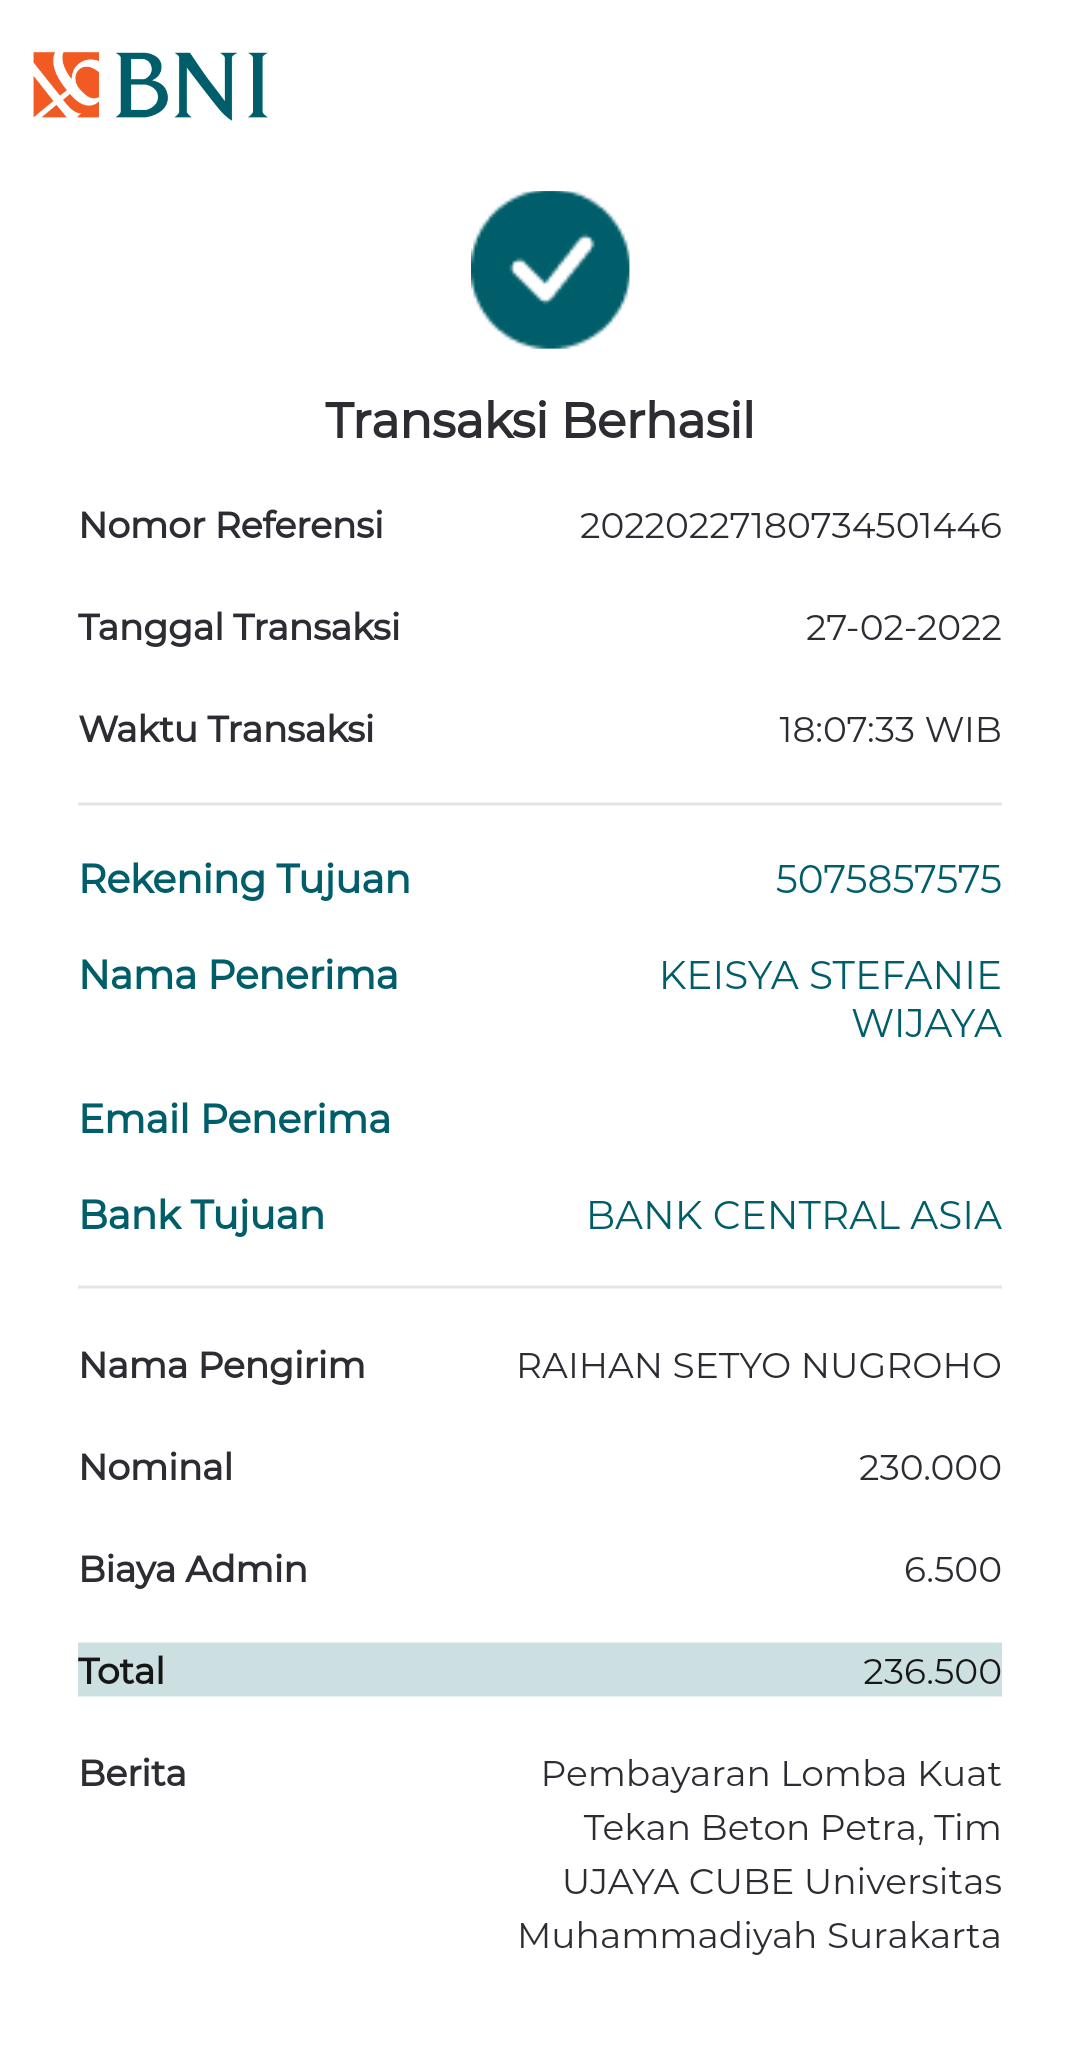 BNI
Transaksi Berhasil
Nomor Referensi 20220227180734501446
Tanggal Transaksi 27-02-2022
Waktu Transaksi 18:07:33 WIB
Rekening Tujuan 5075857575
Nama Penerima KEISYA STEFANIE
WIJAYA
Email Penerima
Bank Tujuan BANK CENTRAL ASIA
Nama Pengirim RAIHAN SETYO NUGROHO
Nominal 230.000
Biaya Admin 6.500
Total 236.500
Berita Pembayaran Lomba Kuat
Tekan Beton Petra, Tim
UJAYA CUBE Universitas
Muhammadiyah Surakarta